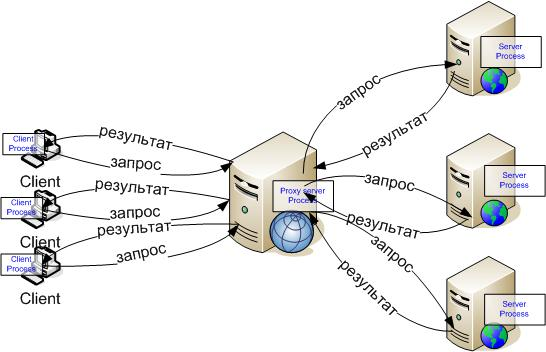 Server
Process
запрос
результат
Client
Process
результат
запрос
Client
Client
Process
результат
запрос
Client
Client
Process
результат
запрос
Client
Proxy server
Process
запрос
результат
Server
Process
запрос
результат
Server
Process